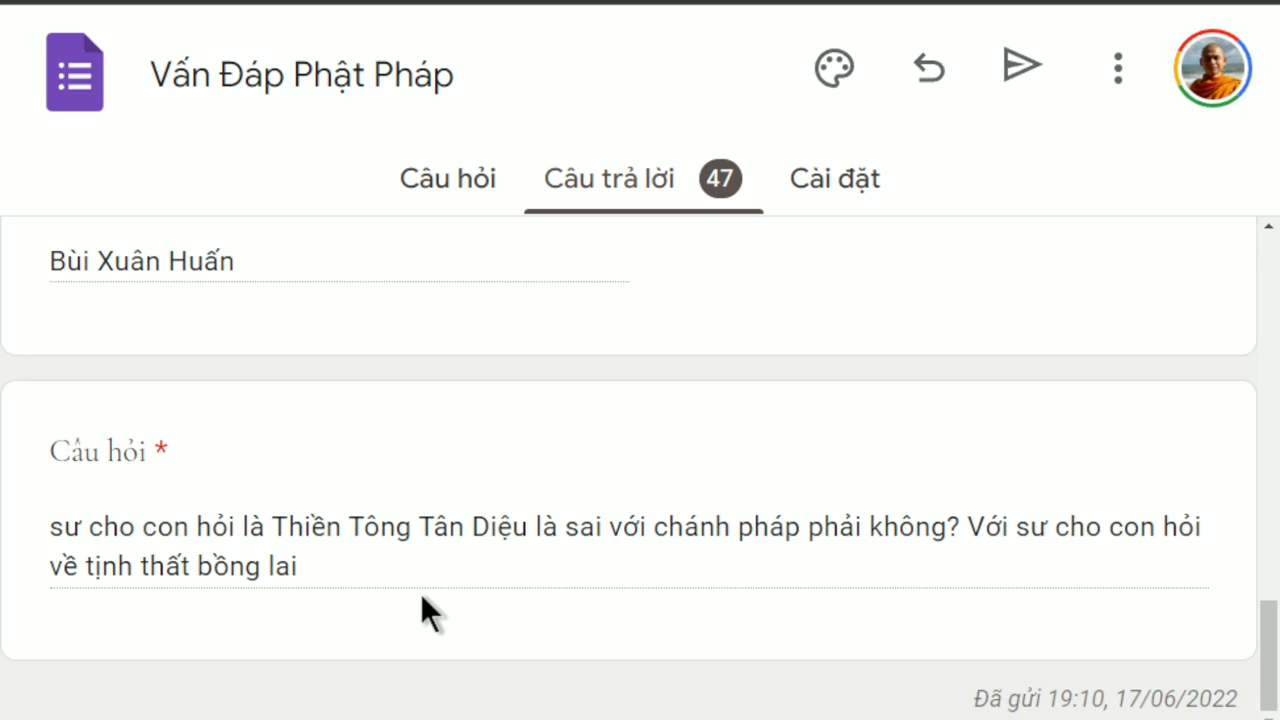 Vấn Đáp Phật Pháp
Câu hỏi
Câu trả lời 47
Cài đặt
Bùi Xuân Huấn
Câu hỏi *
sư cho con hỏi là Thiền Tông Tân Diệu là sai với chánh pháp phải không? Với sư cho con hỏi
về tịnh thất bồng lai
Đã gửi 19:10, 17/06/2022